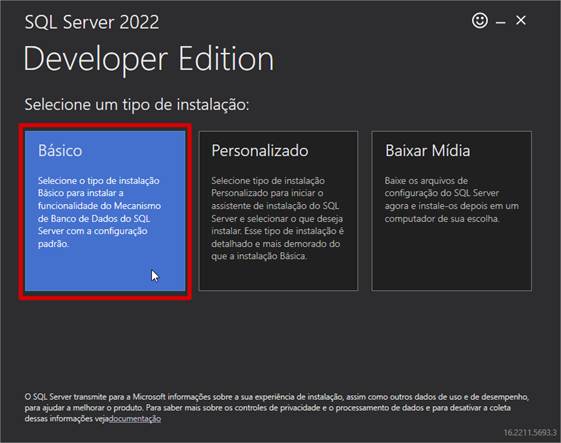 SQL Server 2022
Developer Edition
Selecione um tipo de instalação:
Básico
Selecione o tipo de instalação
Básico para instalar a
funcionalidade do Mecanismo
de Banco de Dados do SQL
Server com a configuração
padrão.
Personalizado
Selecione tipo de instalação
Personalizado para iniciar o
assistente de instalação do SQL
Server e selecionar o que deseja
instalar. Esse tipo de instalação é
detalhado e mais demorado do
que a instalação Básica.
Baixar Mídia
Baixe os arquivos de
configuração do SQL Server
agora e instale-os depois em um
computador de sua escolha.
O SQL Server transmite para a Microsoft informações sobre a sua experiência de instalação, assim como outros dados de uso e de desempenho,
para ajudar a melhorar o produto. Para saber mais sobre os controles de privacidade e o processamento de dados e para desativar a coleta
dessas informações vejadocumentação
16.2211.5693.3